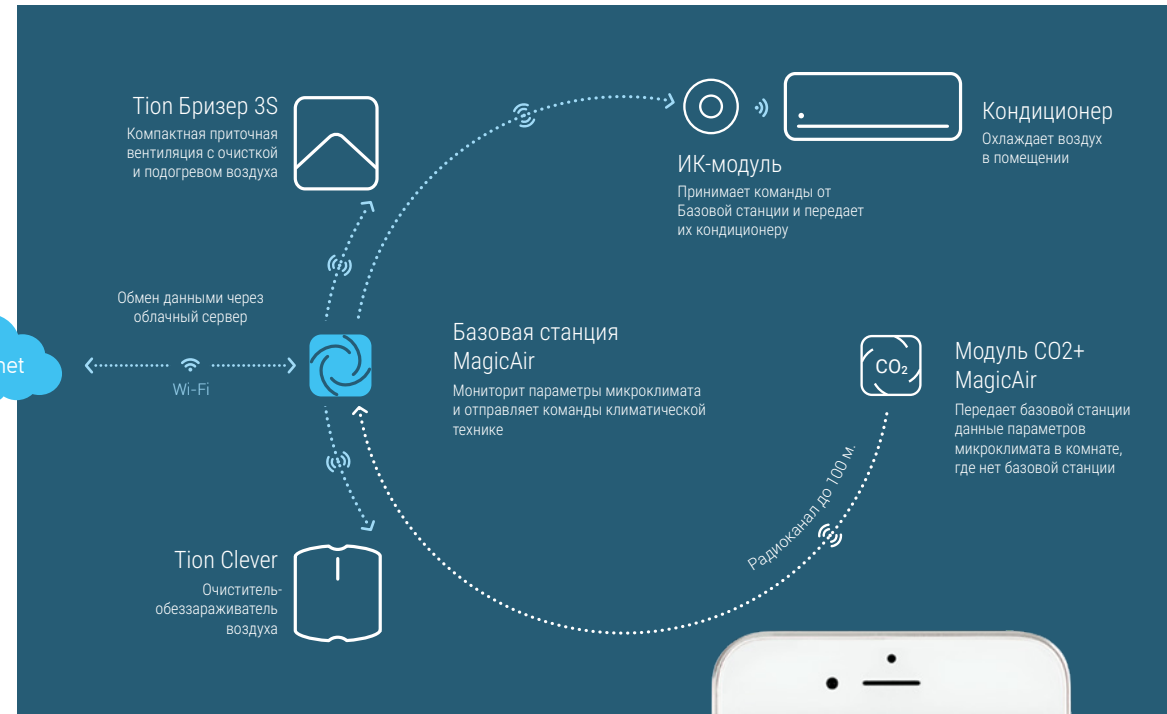 Tion Бризер 3S
Компактная приточная
вентиляция с очисткой
и подогревом воздуха
Кондиционер
Охлаждает воздух
в помещении
ИК-модуль
Принимает команды от
Базовой станции и передает
их кондиционеру
Обмен данными через
облачный сервер
net
Wi-Fi
Базовая станция
MagicAir
Мониторит параметры микроклимата
и отправляет команды климатической
технике
CO₂
Модуль CO2+
MagicAir
Передает базовой станции
данные параметров
микроклимата в комнате,
где нет базовой станции
Радиоканал до 100 м.
Tion Clever
Очиститель-
обеззараживатель
воздуха